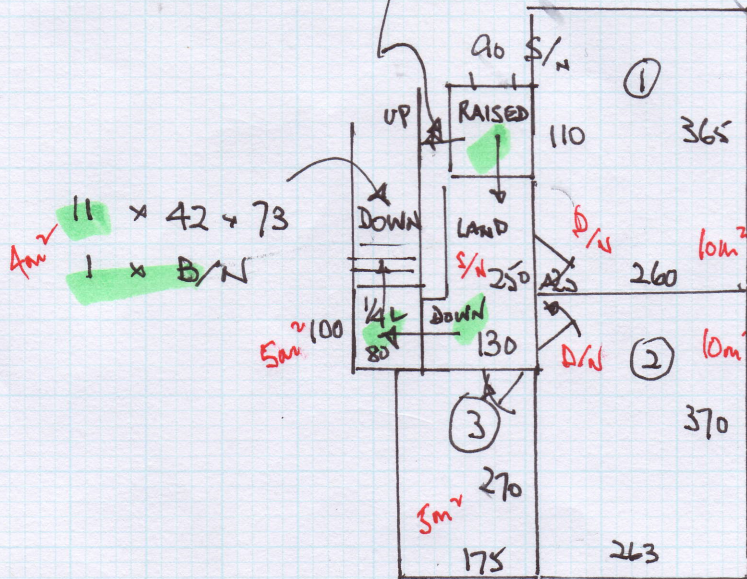 90 S/N
1
UP
RAISED
110
365
11 × 42 × 73
4m²
DOWN
LAND
D/N
1 × B/N
S/N
250
260
10m²
1/4L
DOWN
5m²
100
80
130
D/N
2
10m²
3
370
270
5m²
175
263